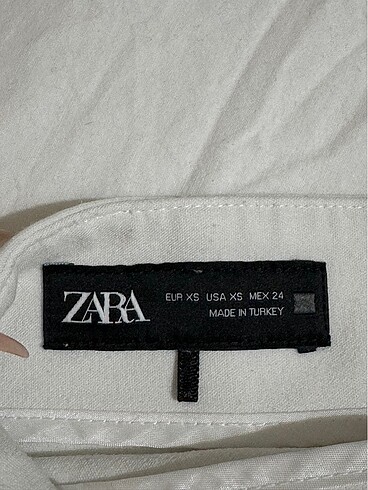 ZARA
EUR XS USA XS MEX 24
MADE IN TURKEY